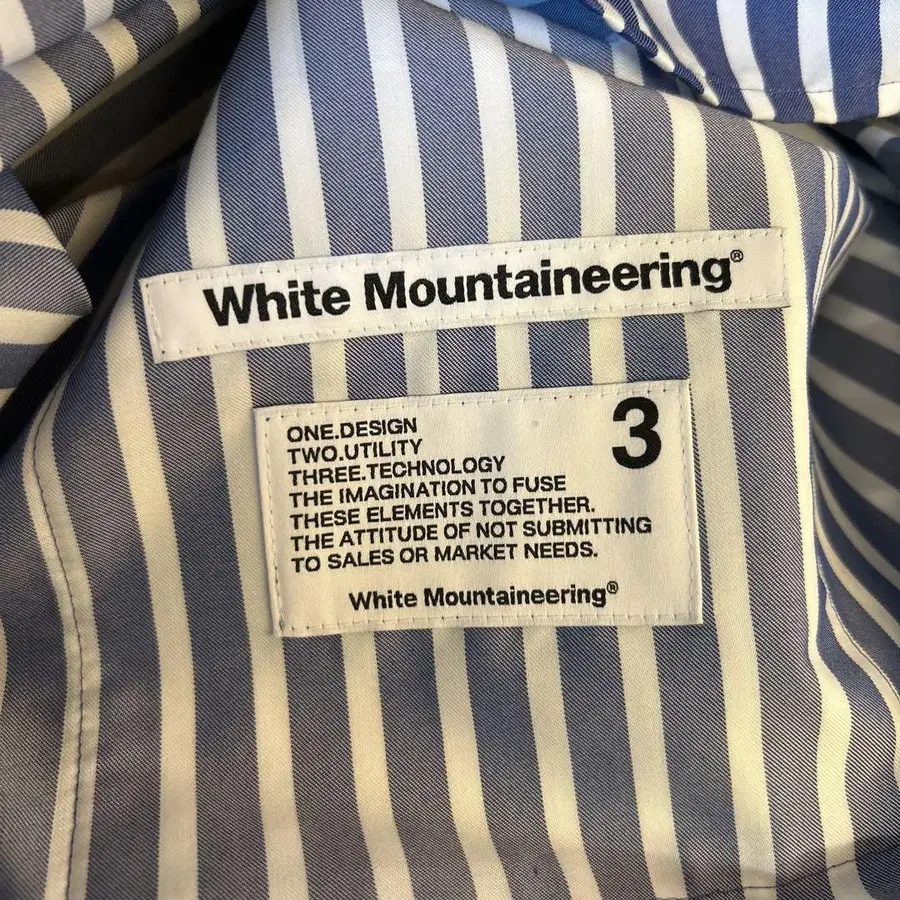 White Mountaineering®
3
ONE.DESIGN
TWO.UTILITY
THREE.TECHNOLOGY
THE IMAGINATION TO FUSE
THESE ELEMENTS TOGETHER.
THE ATTITUDE OF NOT SUBMITTING
TO SALES OR MARKET NEEDS.
White Mountaineering®